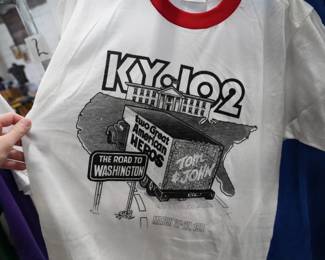 KY·102
two Great
American
HEROS
TOM
& JOHN
THE ROAD TO
WASHINGTON